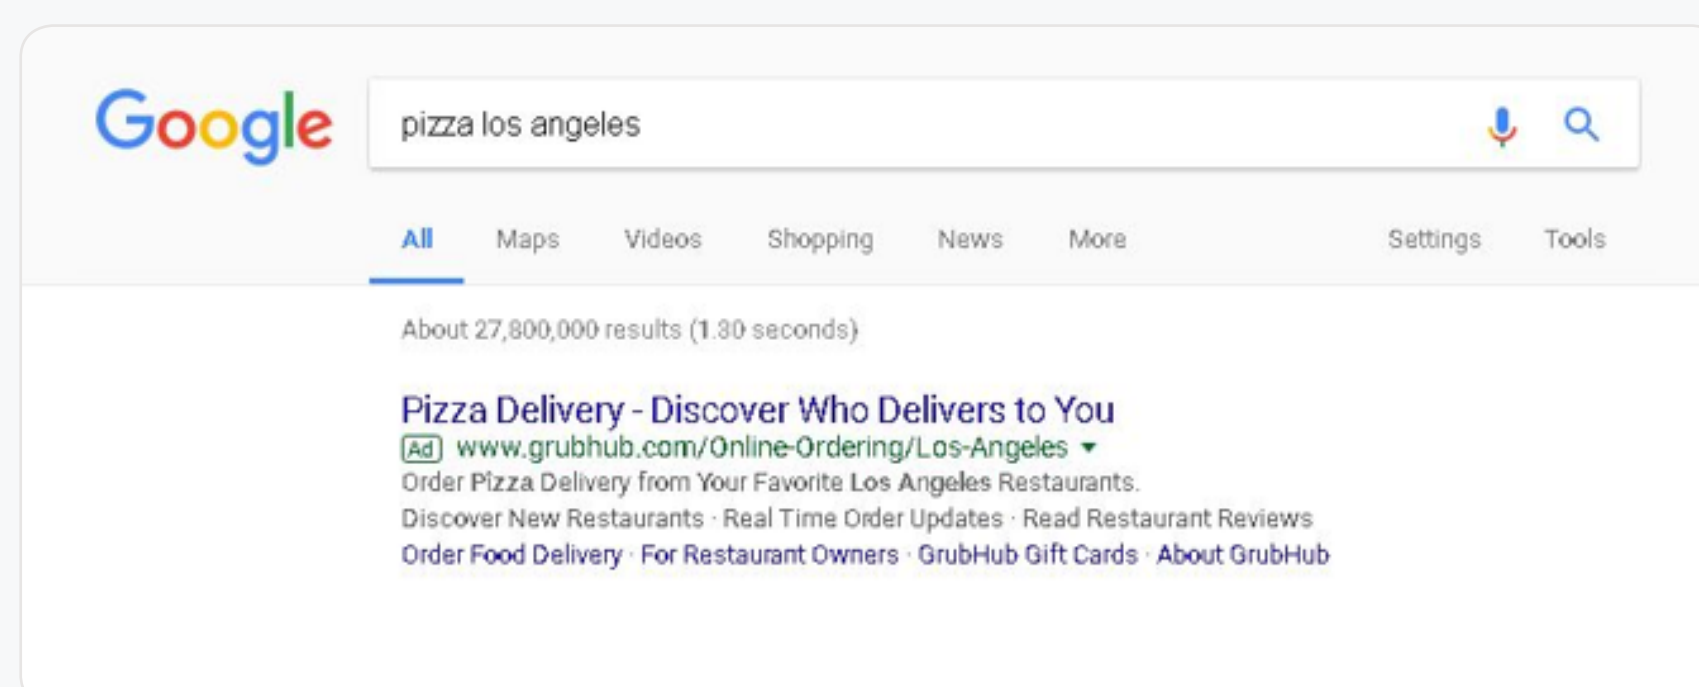 Google
pizza los angeles
All Maps Videos Shopping News More Settings Tools
About 27,800,000 results (1.30 seconds)
Pizza Delivery - Discover Who Delivers to You
Ad www.grubhub.com/Online-Ordering/Los-Angeles
Order Pizza Delivery from Your Favorite Los Angeles Restaurants.
Discover New Restaurants · Real Time Order Updates · Read Restaurant Reviews
Order Food Delivery · For Restaurant Owners · GrubHub Gift Cards · About GrubHub